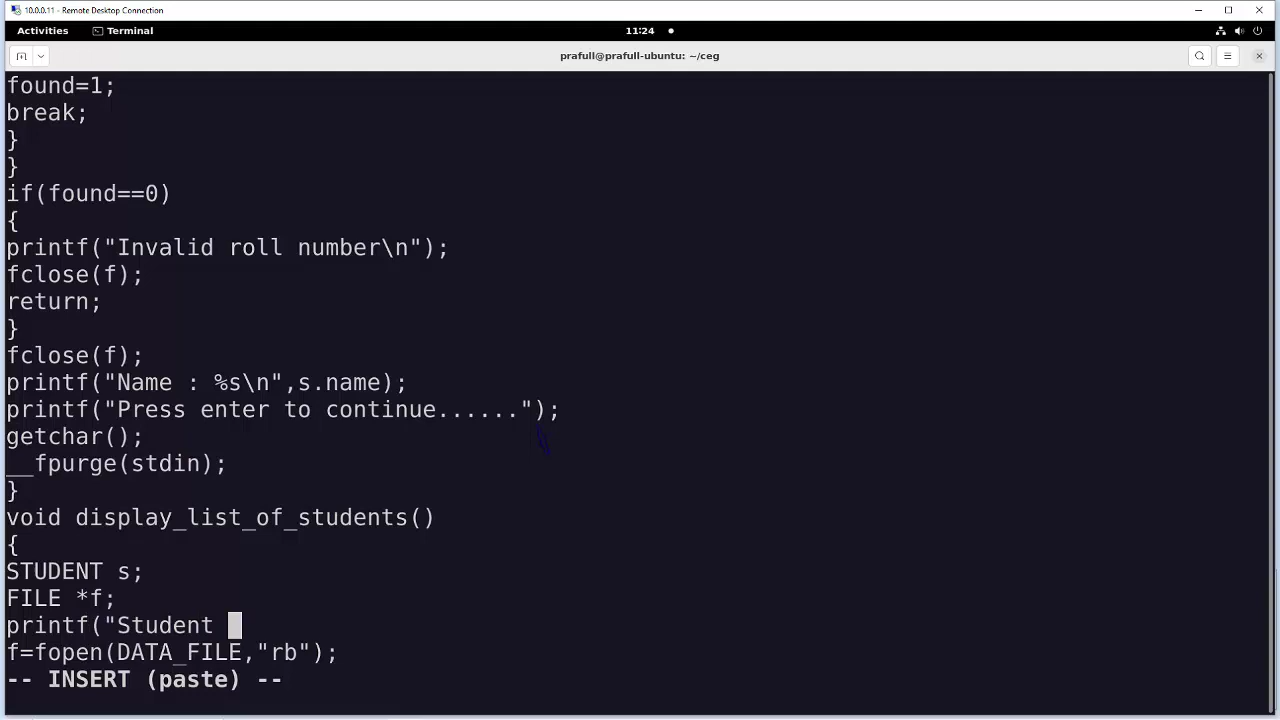 10.0.0.11 - Remote Desktop Connection
Activities Terminal 11:24
prafull@prafull-ubuntu: ~/ceg
found=1;
break;
}
}
if(found==0)
{
printf("Invalid roll number\n");
fclose(f);
return;
}
fclose(f);
printf("Name : %s\n",s.name);
printf("Press enter to continue......");
getchar();
__fpurge(stdin);
}
void display_list_of_students()
{
STUDENT s;
FILE *f;
printf("Student
f=fopen(DATA_FILE,"rb");
-- INSERT (paste) --